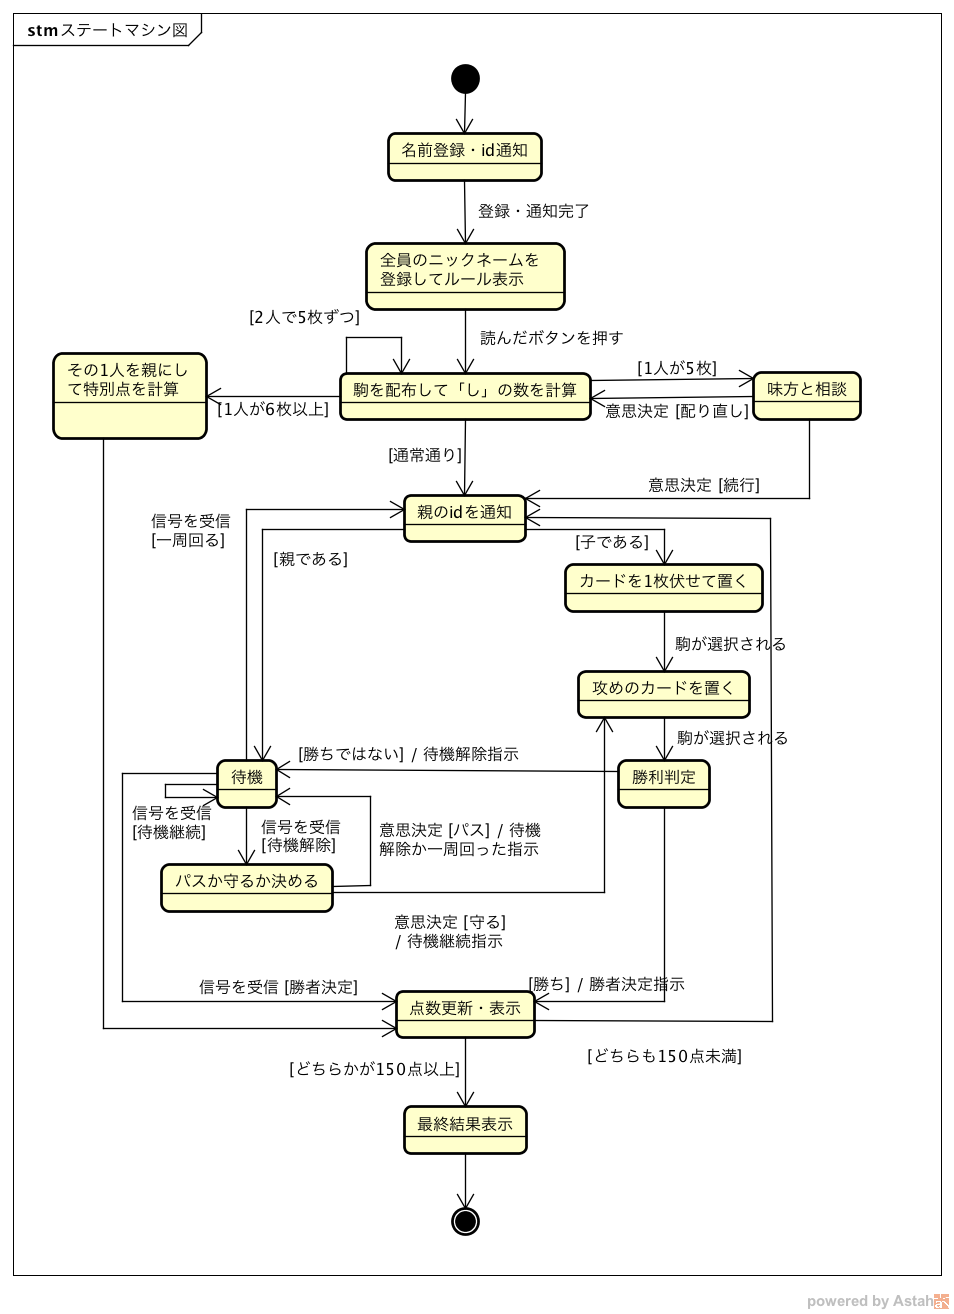 stm ステートマシン図
名前登録・id通知
登録・通知完了
全員のニックネームを
登録してルール表示
[2人で5枚ずつ]
読んだボタンを押す
その1人を親にし
て特別点を計算
駒を配布して「し」の数を計算
[1人が5枚]
味方と相談
[1人が6枚以上]
意思決定 [配り直し]
[通常通り]
意思決定 [続行]
親のidを通知
信号を受信
[一周回る]
[親である]
[子である]
カードを1枚伏せて置く
駒が選択される
攻めのカードを置く
駒が選択される
[勝ちではない] / 待機解除指示
待機
勝利判定
信号を受信
[待機継続]
信号を受信
[待機解除]
意思決定 [パス] / 待機
解除か一周回った指示
パスか守るか決める
意思決定 [守る]
/ 待機継続指示
信号を受信 [勝者決定]
[勝ち] / 勝者決定指示
点数更新・表示
[どちらも150点未満]
[どちらかが150点以上]
最終結果表示
powered by Astah